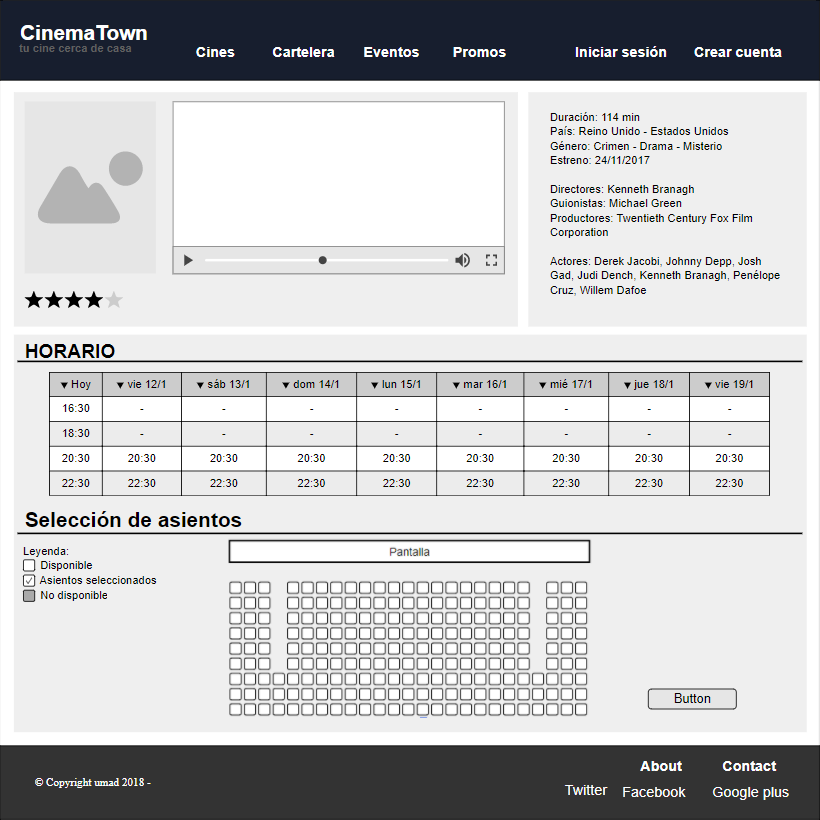 CinemaTown
tu cine cerca de casa
Cines Cartelera Eventos Promos Iniciar sesión Crear cuenta
Duración: 114 min
País: Reino Unido - Estados Unidos
Género: Crimen - Drama - Misterio
Estreno: 24/11/2017
Directores: Kenneth Branagh
Guionistas: Michael Green
Productores: Twentieth Century Fox Film
Corporation
Actores: Derek Jacobi, Johnny Depp, Josh
Gad, Judi Dench, Kenneth Branagh, Penélope
Cruz, Willem Dafoe
HORARIO
▼ Hoy ▼ vie 12/1 ▼ sáb 13/1 ▼ dom 14/1 ▼ lun 15/1 ▼ mar 16/1 ▼ mié 17/1 ▼ jue 18/1 ▼ vie 19/1
16:30 - - - - - - - -
18:30 - - - - - - - -
20:30 20:30 20:30 20:30 20:30 20:30 20:30 20:30 20:30
22:30 22:30 22:30 22:30 22:30 22:30 22:30 22:30 22:30
Selección de asientos
Leyenda:
Disponible
Asientos seleccionados
No disponible
Pantalla
Button
© Copyright umad 2018 -
About Contact
Twitter Facebook Google plus